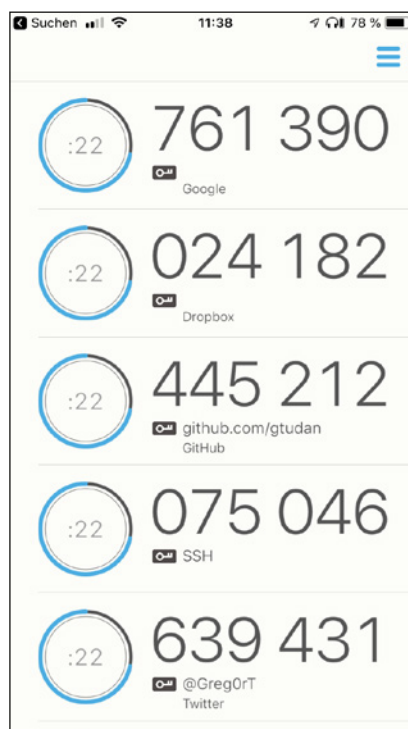 Suchen 11:38 78 %
:22 761 390
Google
:22 024 182
Dropbox
:22 445 212
github.com/gtudan
GitHub
:22 075 046
SSH
:22 639 431
@Greg0rT
Twitter